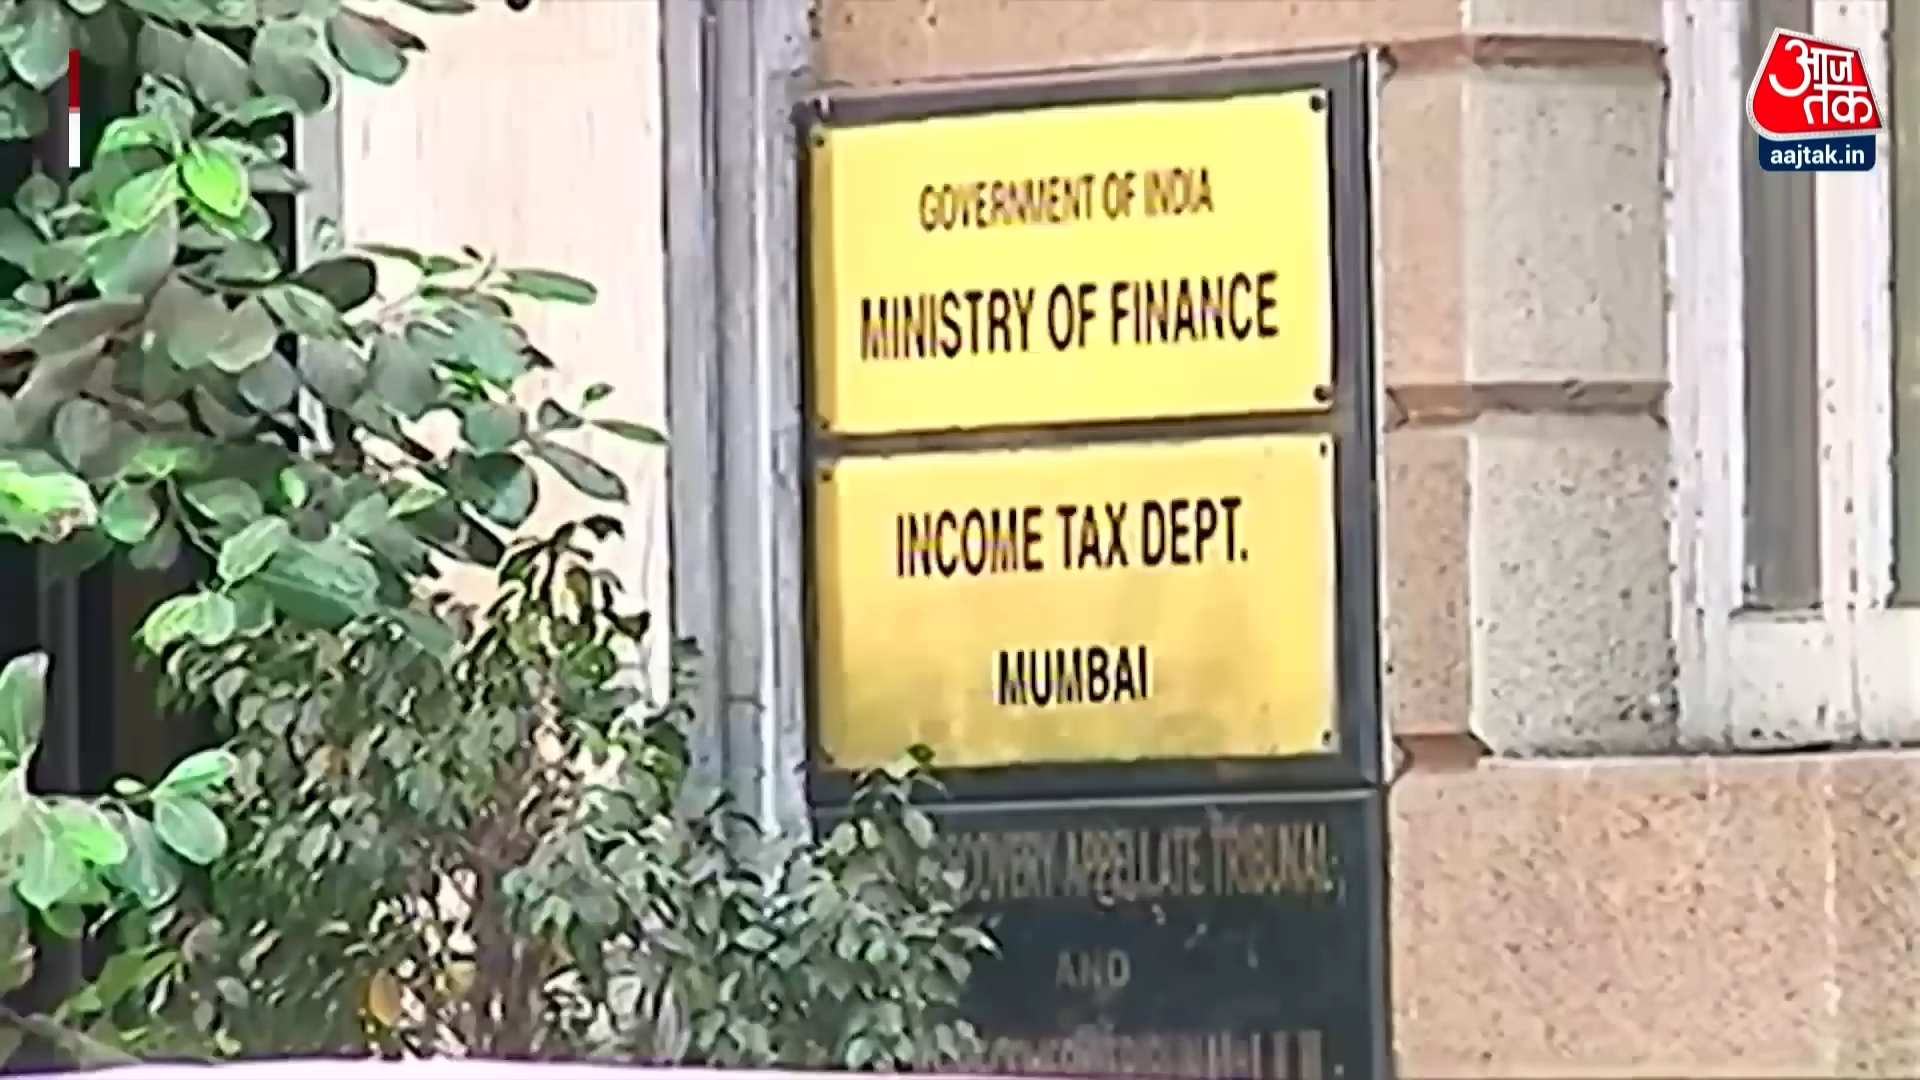 आज
तक
aajtak.in
GOVERNMENT OF INDIA
MINISTRY OF FINANCE
INCOME TAX DEPT.
MUMBAI
APPELLATE TRIBUNAL
AND